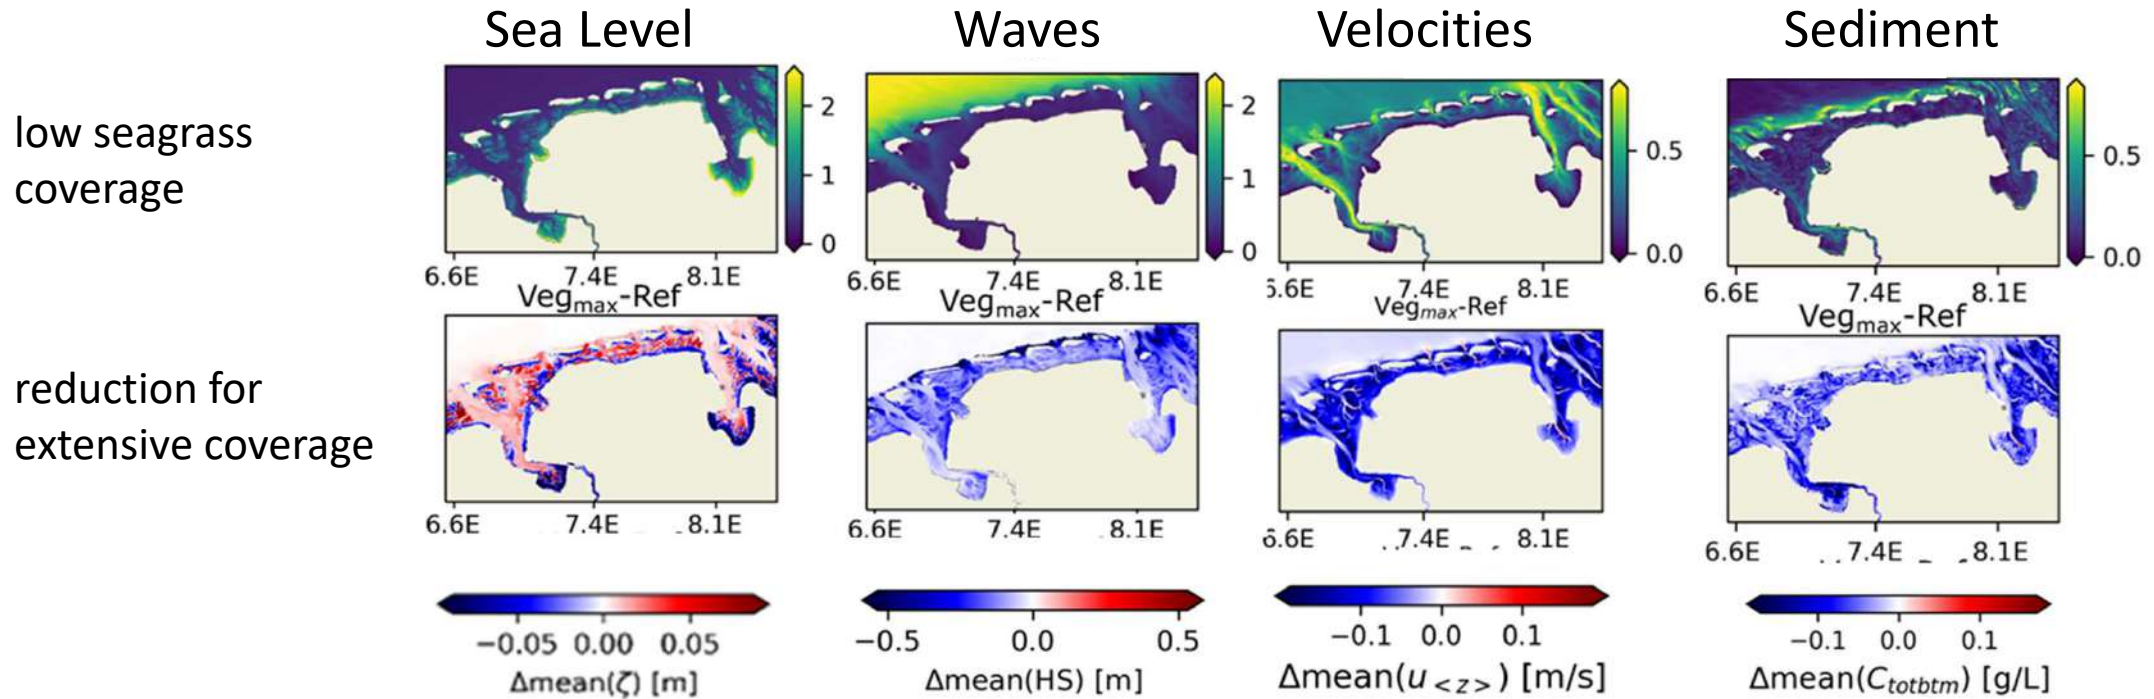 Sea Level Waves Velocities Sediment
low seagrass
coverage
2
1
0
2
1
0
0.5
0.0
0.5
0.0
6.6E 7.4E 8.1E
6.6E 7.4E 8.1E
5.6E 7.4E 8.1E
6.6E 7.4E 8.1E
Veg_max-Ref
Veg_max-Ref
Veg_max-Ref
Veg_max-Ref
reduction for
extensive coverage
6.6E 7.4E 8.1E
6.6E 7.4E 8.1E
6.6E 7.4E 8.1E
6.6E 7.4E 8.1E
−0.05 0.00 0.05
Δmean(ζ) [m]
−0.5 0.0 0.5
Δmean(HS) [m]
−0.1 0.0 0.1
Δmean(u_<z>) [m/s]
−0.1 0.0 0.1
Δmean(C_totbtm) [g/L]